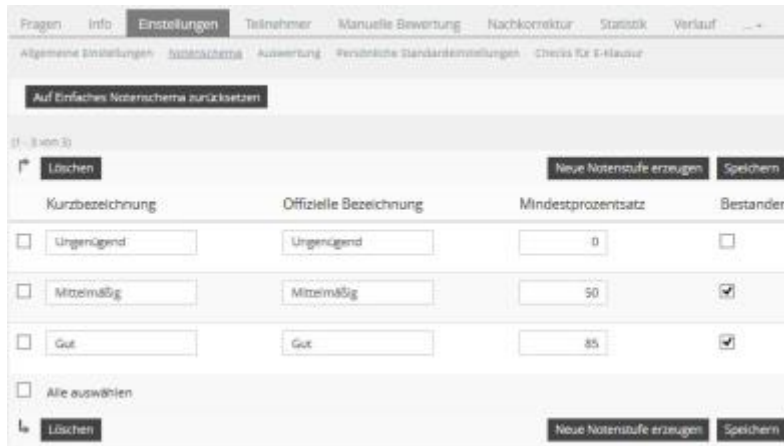 Fragen Info Einstellungen Teilnehmer Manuelle Bewertung Nachkorrektur Statistik Verlauf ...
Allgemeine Einstellungen Notenschema Auswertung Persönliche Standardeinstellungen Checks für E-Klausur
Auf Einfaches Notenschema zurücksetzen
(1 - 3 von 3)
Löschen Neue Notenstufe erzeugen Speichern
Kurzbezeichnung Offizielle Bezeichnung Mindestprozentsatz Bestanden
Ungenügend Ungenügend 0
Mittelmäßig Mittelmäßig 50
Gut Gut 85
Alle auswählen
Löschen Neue Notenstufe erzeugen Speichern